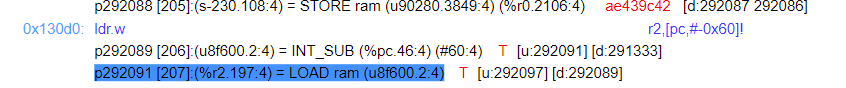 p292088 [205]:(s-230.108:4) = STORE ram (u90280.3849:4) (%r0.2106:4) ae439c42 [d:292087 292086]
0x130d0: ldr.w r2,[pc,#-0x60]!
p292089 [206]:(u8f600.2:4) = INT_SUB (%pc.46:4) (#60:4) T [u:292091] [d:291333]
p292091 [207]:(%r2.197:4) = LOAD ram (u8f600.2:4) T [u:292097] [d:292089]